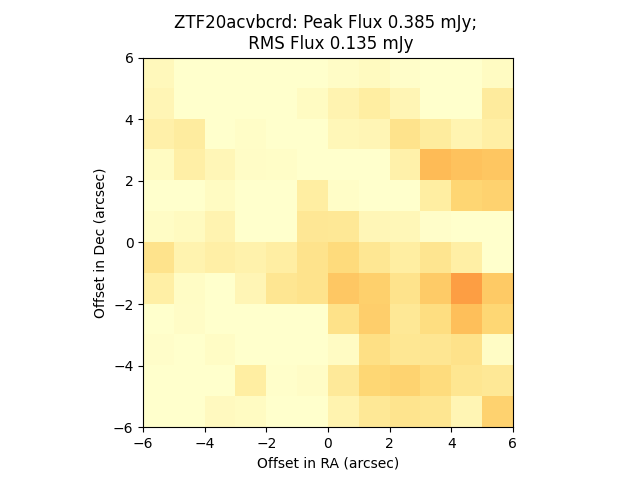 ZTF20acvbcrd: Peak Flux 0.385 mJy;
RMS Flux 0.135 mJy
6
4
2
0
−2
−4
−6
Offset in Dec (arcsec)
−6 −4 −2 0 2 4 6
Offset in RA (arcsec)